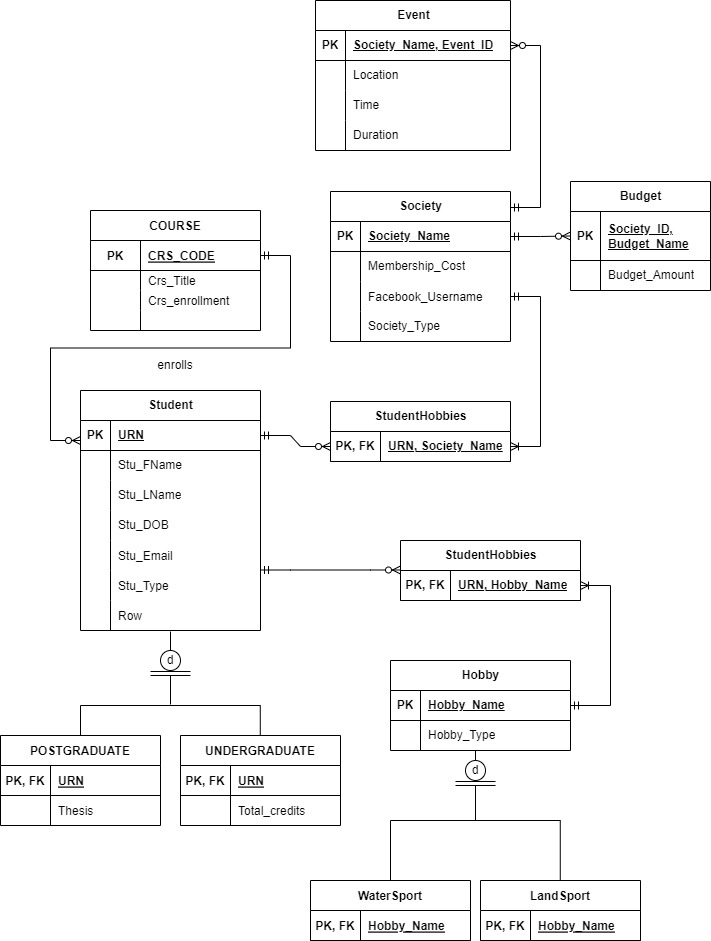 Event
PK Society_Name, Event_ID
Location
Time
Duration
Society
PK Society_Name
Membership_Cost
Facebook_Username
Society_Type
Budget
PK Society_ID,
Budget_Name
Budget_Amount
COURSE
PK CRS_CODE
Crs_Title
Crs_enrollment
enrolls
Student
PK URN
Stu_FName
Stu_LName
Stu_DOB
Stu_Email
Stu_Type
Row
StudentHobbies
PK, FK URN, Society_Name
StudentHobbies
PK, FK URN, Hobby_Name
d
Hobby
PK Hobby_Name
Hobby_Type
POSTGRADUATE
PK, FK URN
Thesis
UNDERGRADUATE
PK, FK URN
Total_credits
d
WaterSport
PK, FK Hobby_Name
LandSport
PK, FK Hobby_Name